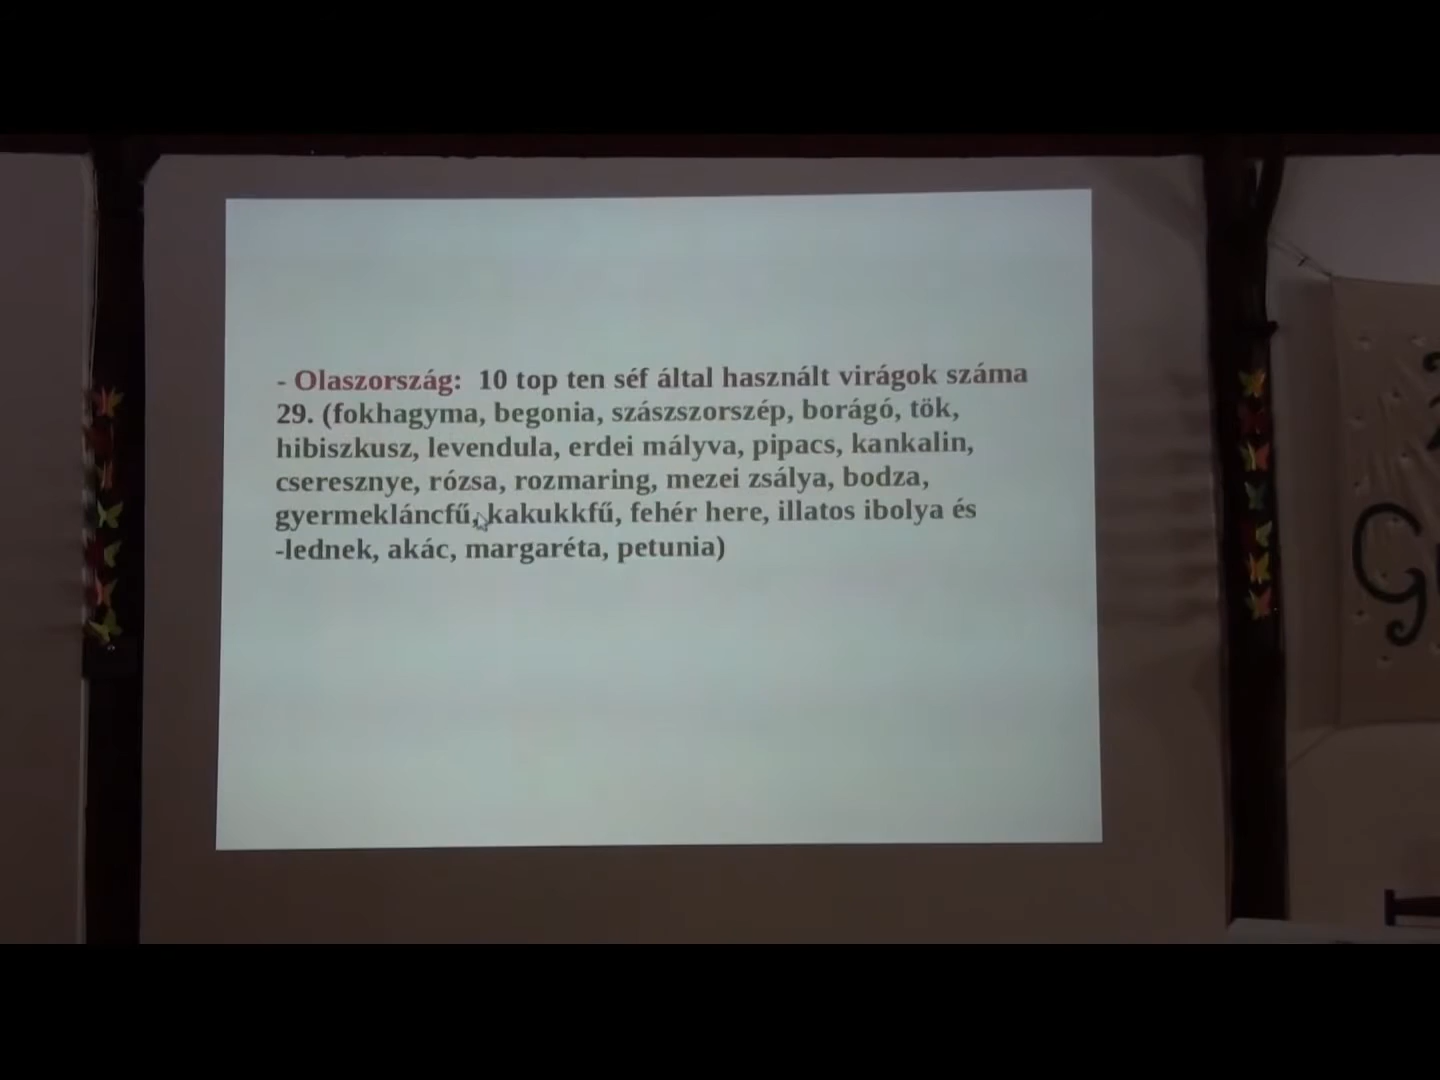 - Olaszország: 10 top ten séf által használt virágok száma
29. (fokhagyma, begonia, szászszorszép, borágó, tök,
hibiszkusz, levendula, erdei mályva, pipacs, kankalin,
cseresznye, rózsa, rozmaring, mezei zsálya, bodza,
gyermekláncfű, kakukkfű, fehér here, illatos ibolya és
-lednek, akác, margaréta, petunia)